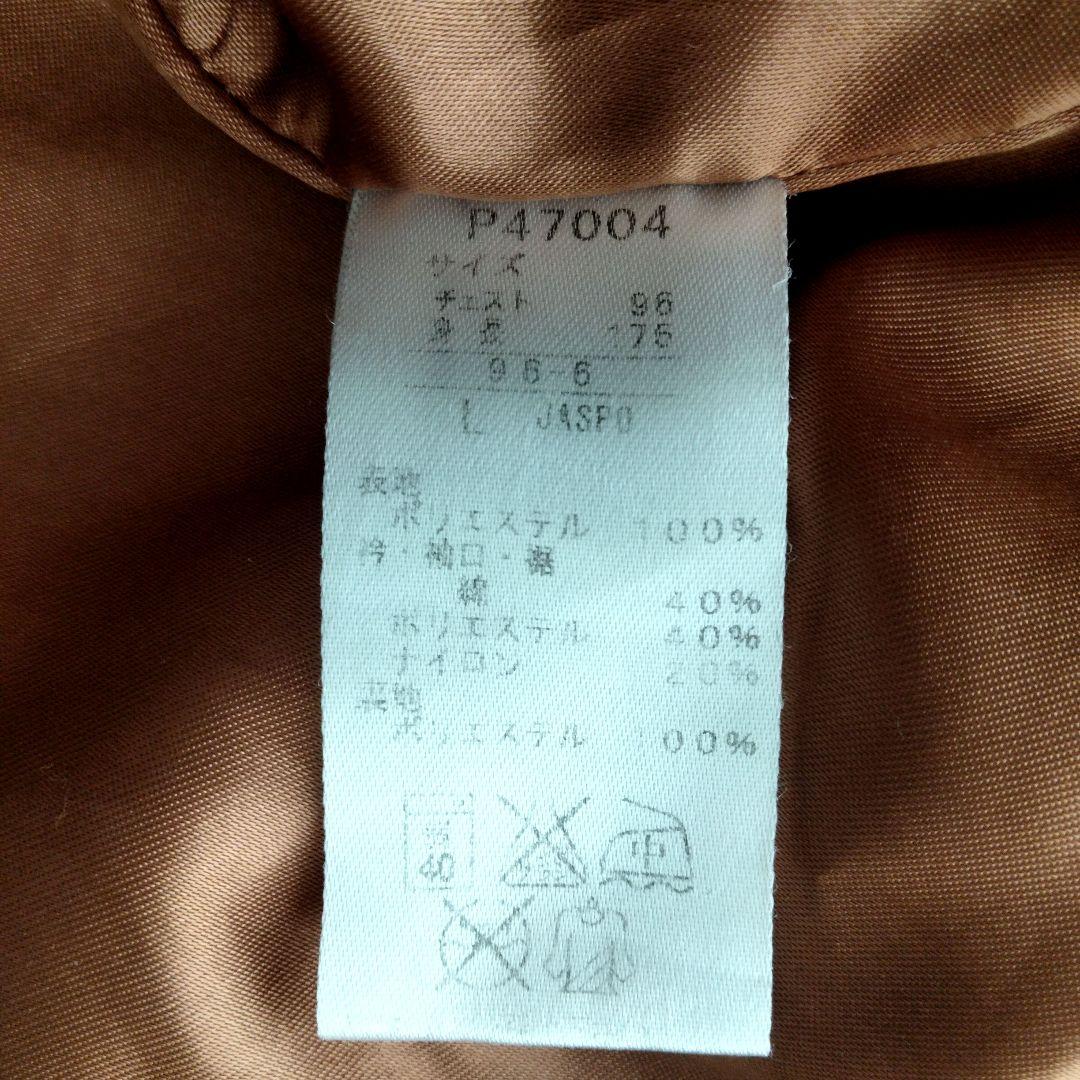 P47004
サイズ
チェスト 96
身長 175
96-6
L JASPO
表地
ポリエステル 100%
衿・袖口・裾
綿 40%
ポリエステル 40%
ナイロン 20%
裏地
ポリエステル 100%
弱
40
中